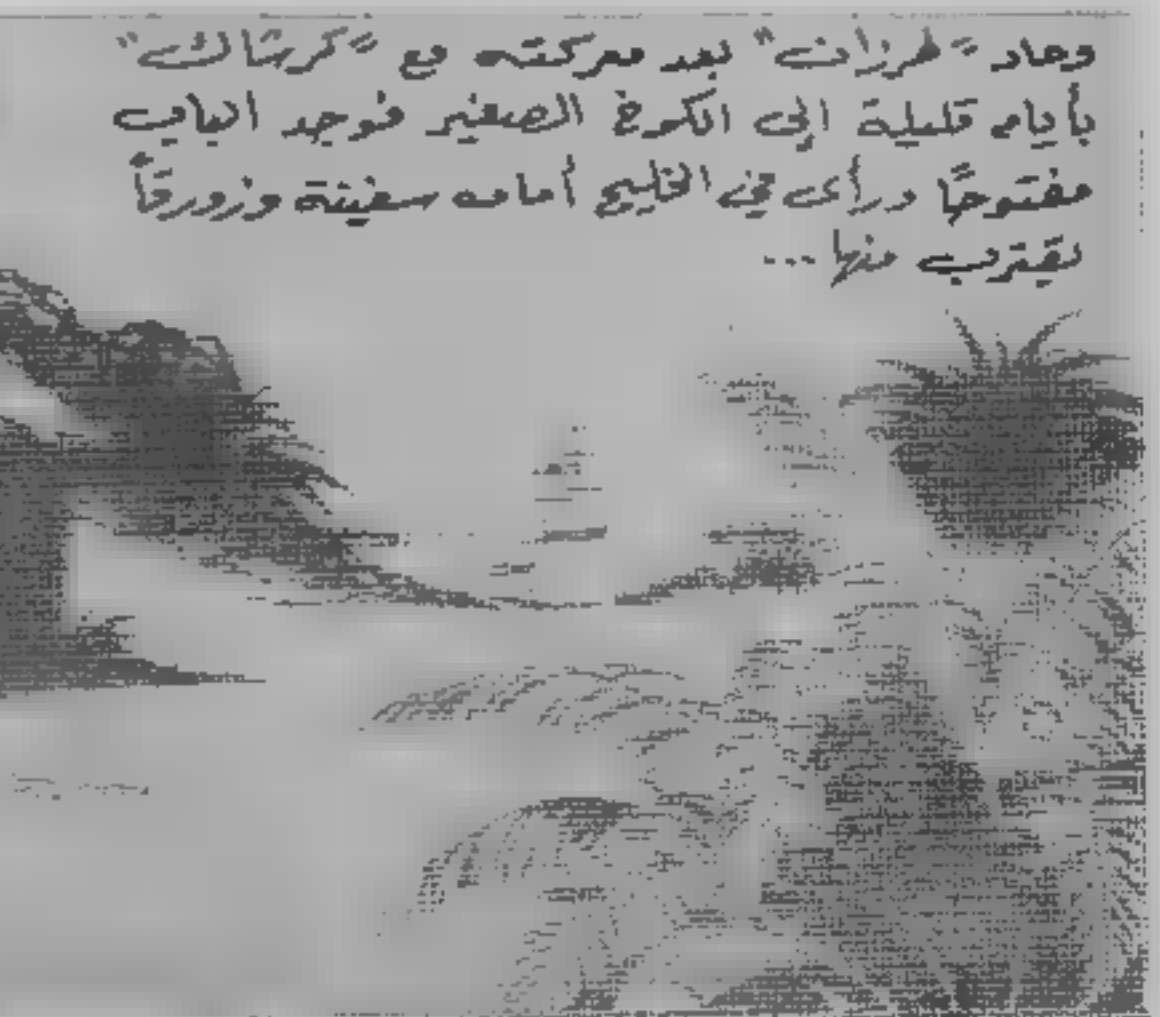 وعاد "طرزان" بعد معركته مع "كرشاك"
بأيام قليلة إلى الكوخ الصغير فوجد الباب
مفتوحًا ورأى في الخليج أمامه سفينة وزورقًا
يقترب منها...